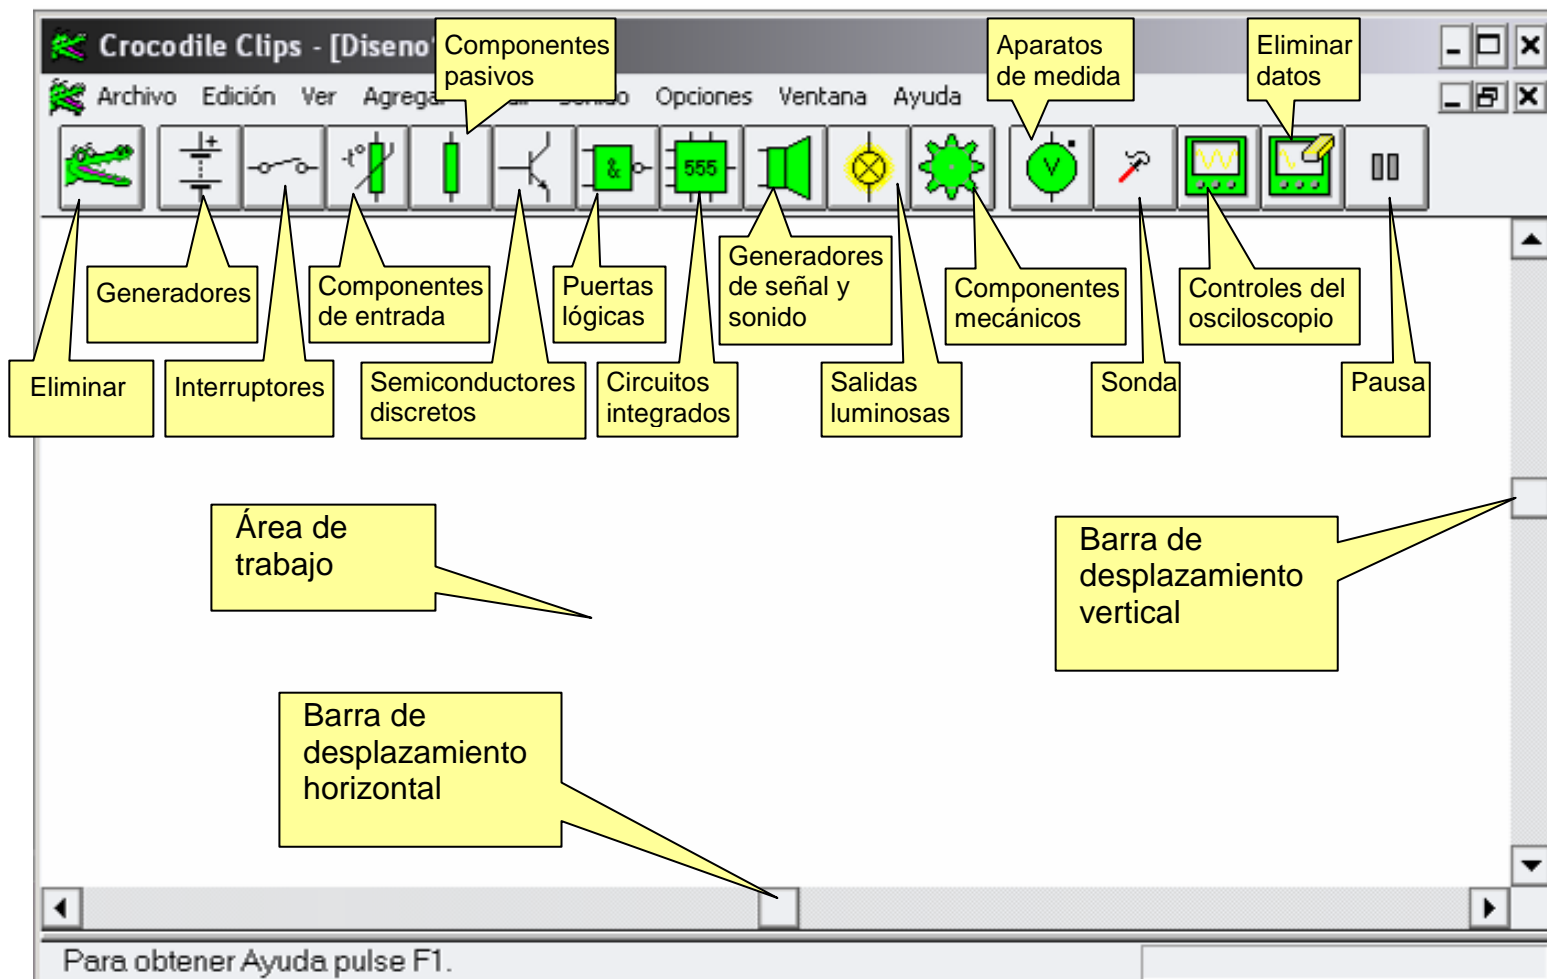 Crocodile Clips - [Diseno
Componentes
pasivos
Aparatos
de medida
Eliminar
datos
Archivo Edición Ver Agregar Opciones Ventana Ayuda
+
-t°
&
555
V
Generadores
Componentes
de entrada
Puertas
lógicas
Generadores
de señal y
sonido
Componentes
mecánicos
Controles del
osciloscopio
Eliminar
Interruptores
Semiconductores
discretos
Circuitos
integrados
Salidas
luminosas
Sonda
Pausa
Área de
trabajo
Barra de
desplazamiento
vertical
Barra de
desplazamiento
horizontal
Para obtener Ayuda pulse F1.